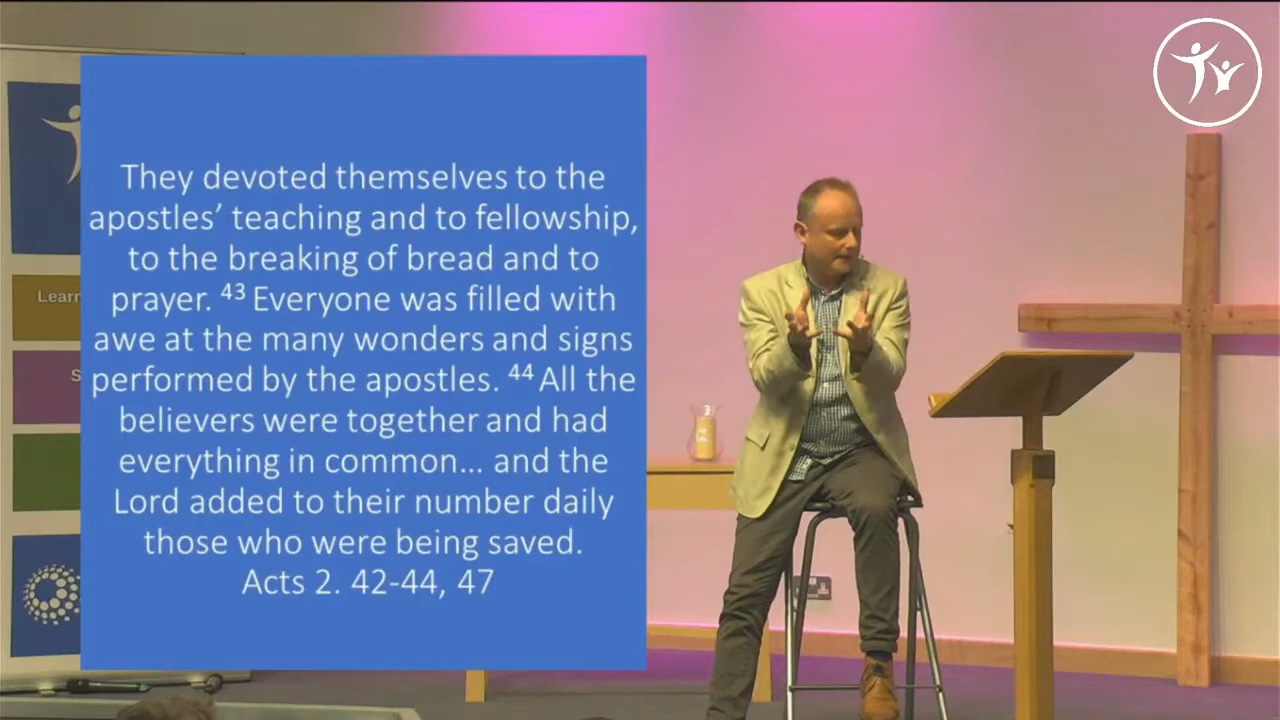 They devoted themselves to the
apostles’ teaching and to fellowship,
to the breaking of bread and to
prayer. 43 Everyone was filled with
awe at the many wonders and signs
performed by the apostles. 44 All the
believers were together and had
everything in common... and the
Lord added to their number daily
those who were being saved.
Acts 2. 42-44, 47
Learn
S